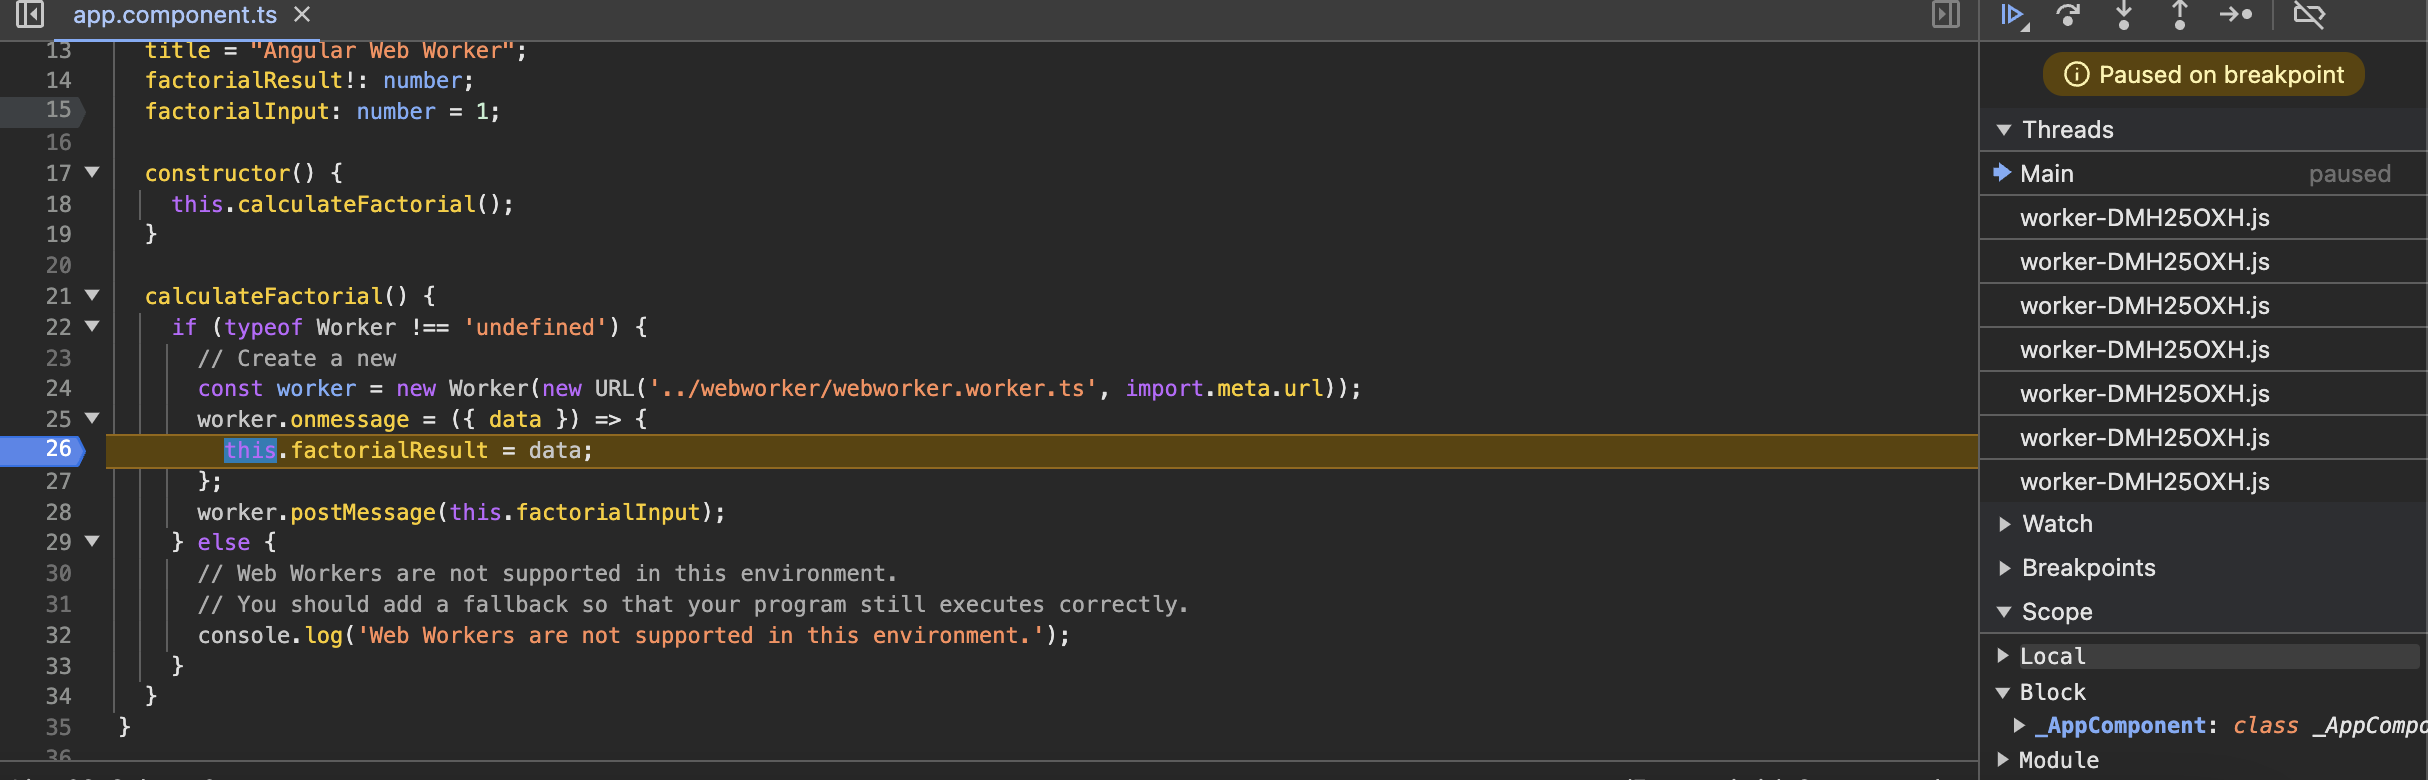 app.component.ts
13 title = "Angular Web Worker";
14 factorialResult!: number;
15 factorialInput: number = 1;
16
17 constructor() {
18 this.calculateFactorial();
19 }
20
21 calculateFactorial() {
22 if (typeof Worker !== 'undefined') {
23 // Create a new
24 const worker = new Worker(new URL('../webworker/webworker.worker.ts', import.meta.url));
25 worker.onmessage = ({ data }) => {
26 this.factorialResult = data;
27 };
28 worker.postMessage(this.factorialInput);
29 } else {
30 // Web Workers are not supported in this environment.
31 // You should add a fallback so that your program still executes correctly.
32 console.log('Web Workers are not supported in this environment.');
33 }
34 }
35 }
36
Paused on breakpoint
Threads
Main paused
worker-DMH25OXH.js
worker-DMH25OXH.js
worker-DMH25OXH.js
worker-DMH25OXH.js
worker-DMH25OXH.js
worker-DMH25OXH.js
worker-DMH25OXH.js
Watch
Breakpoints
Scope
Local
Block
_AppComponent: class _AppCompo
Module